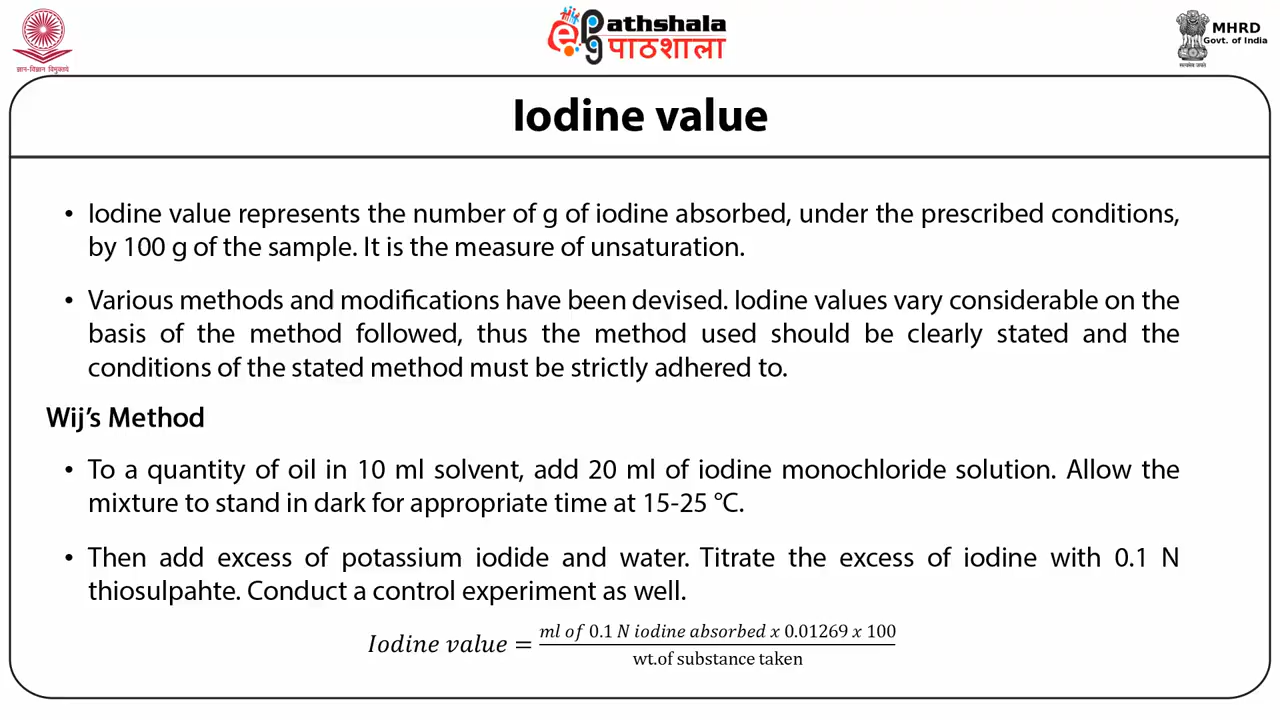 ज्ञान-विज्ञान विमुक्तये
epg
athshala
पाठशाला
सत्यमेव जयते
MHRD
Govt. of India
Iodine value
• Iodine value represents the number of g of iodine absorbed, under the prescribed conditions,
by 100 g of the sample. It is the measure of unsaturation.
• Various methods and modifications have been devised. Iodine values vary considerable on the
basis of the method followed, thus the method used should be clearly stated and the
conditions of the stated method must be strictly adhered to.
Wij’s Method
• To a quantity of oil in 10 ml solvent, add 20 ml of iodine monochloride solution. Allow the
mixture to stand in dark for appropriate time at 15-25 °C.
• Then add excess of potassium iodide and water. Titrate the excess of iodine with 0.1 N
thiosulpahte. Conduct a control experiment as well.
ml of 0.1 N iodine absorbed x 0.01269 x 100
Iodine value =
wt.of substance taken